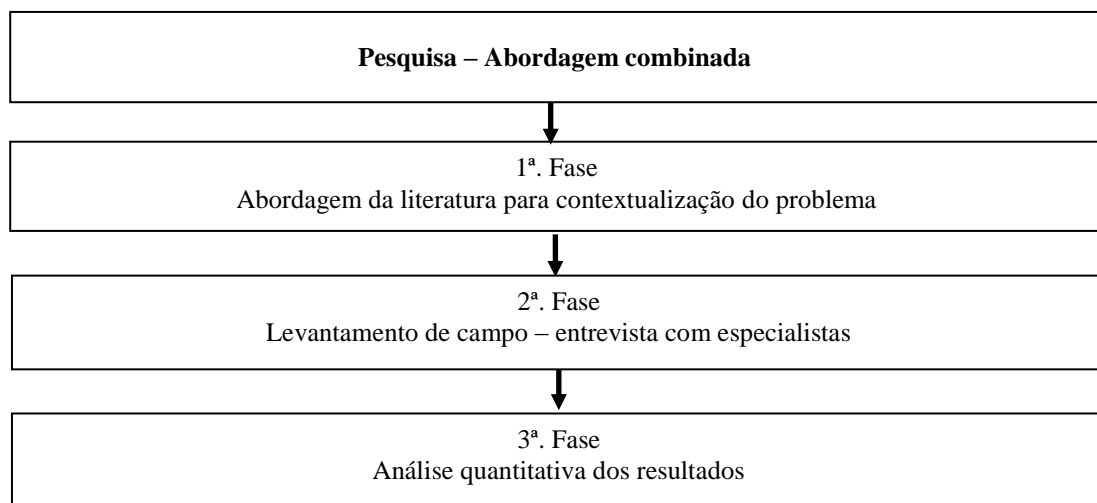 Pesquisa – Abordagem combinada
1ª. Fase
Abordagem da literatura para contextualização do problema
2ª. Fase
Levantamento de campo – entrevista com especialistas
3ª. Fase
Análise quantitativa dos resultados